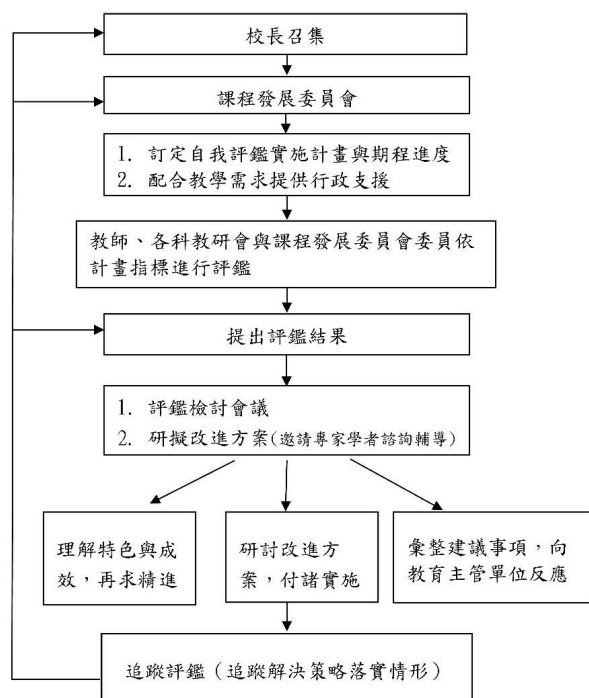 校長召集
課程發展委員會
1. 訂定自我評鑑實施計畫與期程進度
2. 配合教學需求提供行政支援
教師、各科教研會與課程發展委員會委員依
計畫指標進行評鑑
提出評鑑結果
1. 評鑑檢討會議
2. 研擬改進方案(邀請專家學者諮詢輔導)
理解特色與成
效，再求精進
研討改進方
案，付諸實施
彙整建議事項，向
教育主管單位反應
追蹤評鑑（追蹤解決策略落實情形）